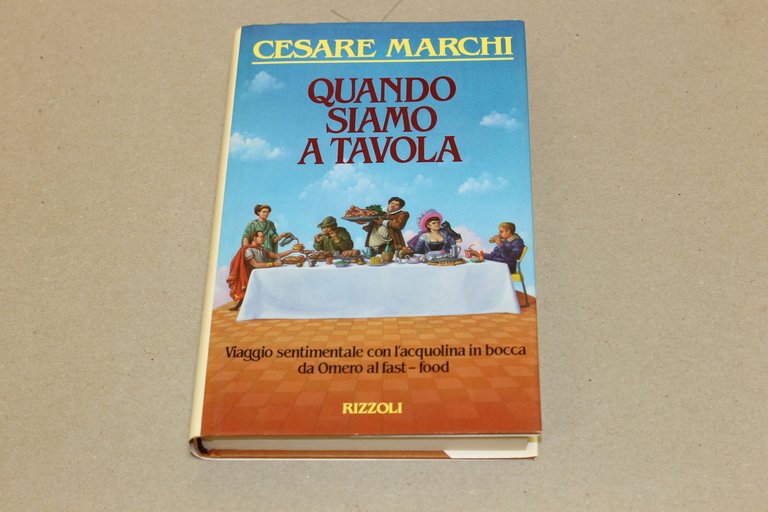 CESARE MARCHI
QUANDO
SIAMO
A TAVOLA
Viaggio sentimentale con l'acquolina in bocca
da Omero al fast-food
RIZZOLI